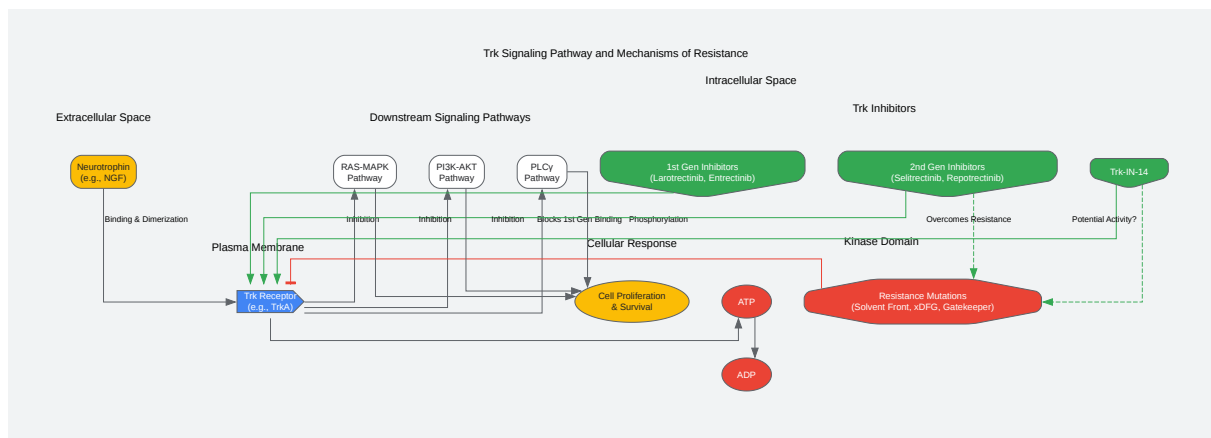 Trk Signaling Pathway and Mechanisms of Resistance
Intracellular Space
Trk Inhibitors
Extracellular Space
Downstream Signaling Pathways
Neurotrophin
(e.g., NGF)
RAS-MAPK
Pathway
PI3K-AKT
Pathway
PLCγ
Pathway
1st Gen Inhibitors
(Larotrectinib, Entrectinib)
2nd Gen Inhibitors
(Selitrectinib, Repotrectinib)
Trk-IN-14
Binding & Dimerization
Inhibition
Inhibition
Inhibition
Blocks 1st Gen Binding
Phosphorylation
Overcomes Resistance
Potential Activity?
Plasma Membrane
Cellular Response
Kinase Domain
Trk Receptor
(e.g., TrkA)
Cell Proliferation
& Survival
ATP
Resistance Mutations
(Solvent Front, xDFG, Gatekeeper)
ADP